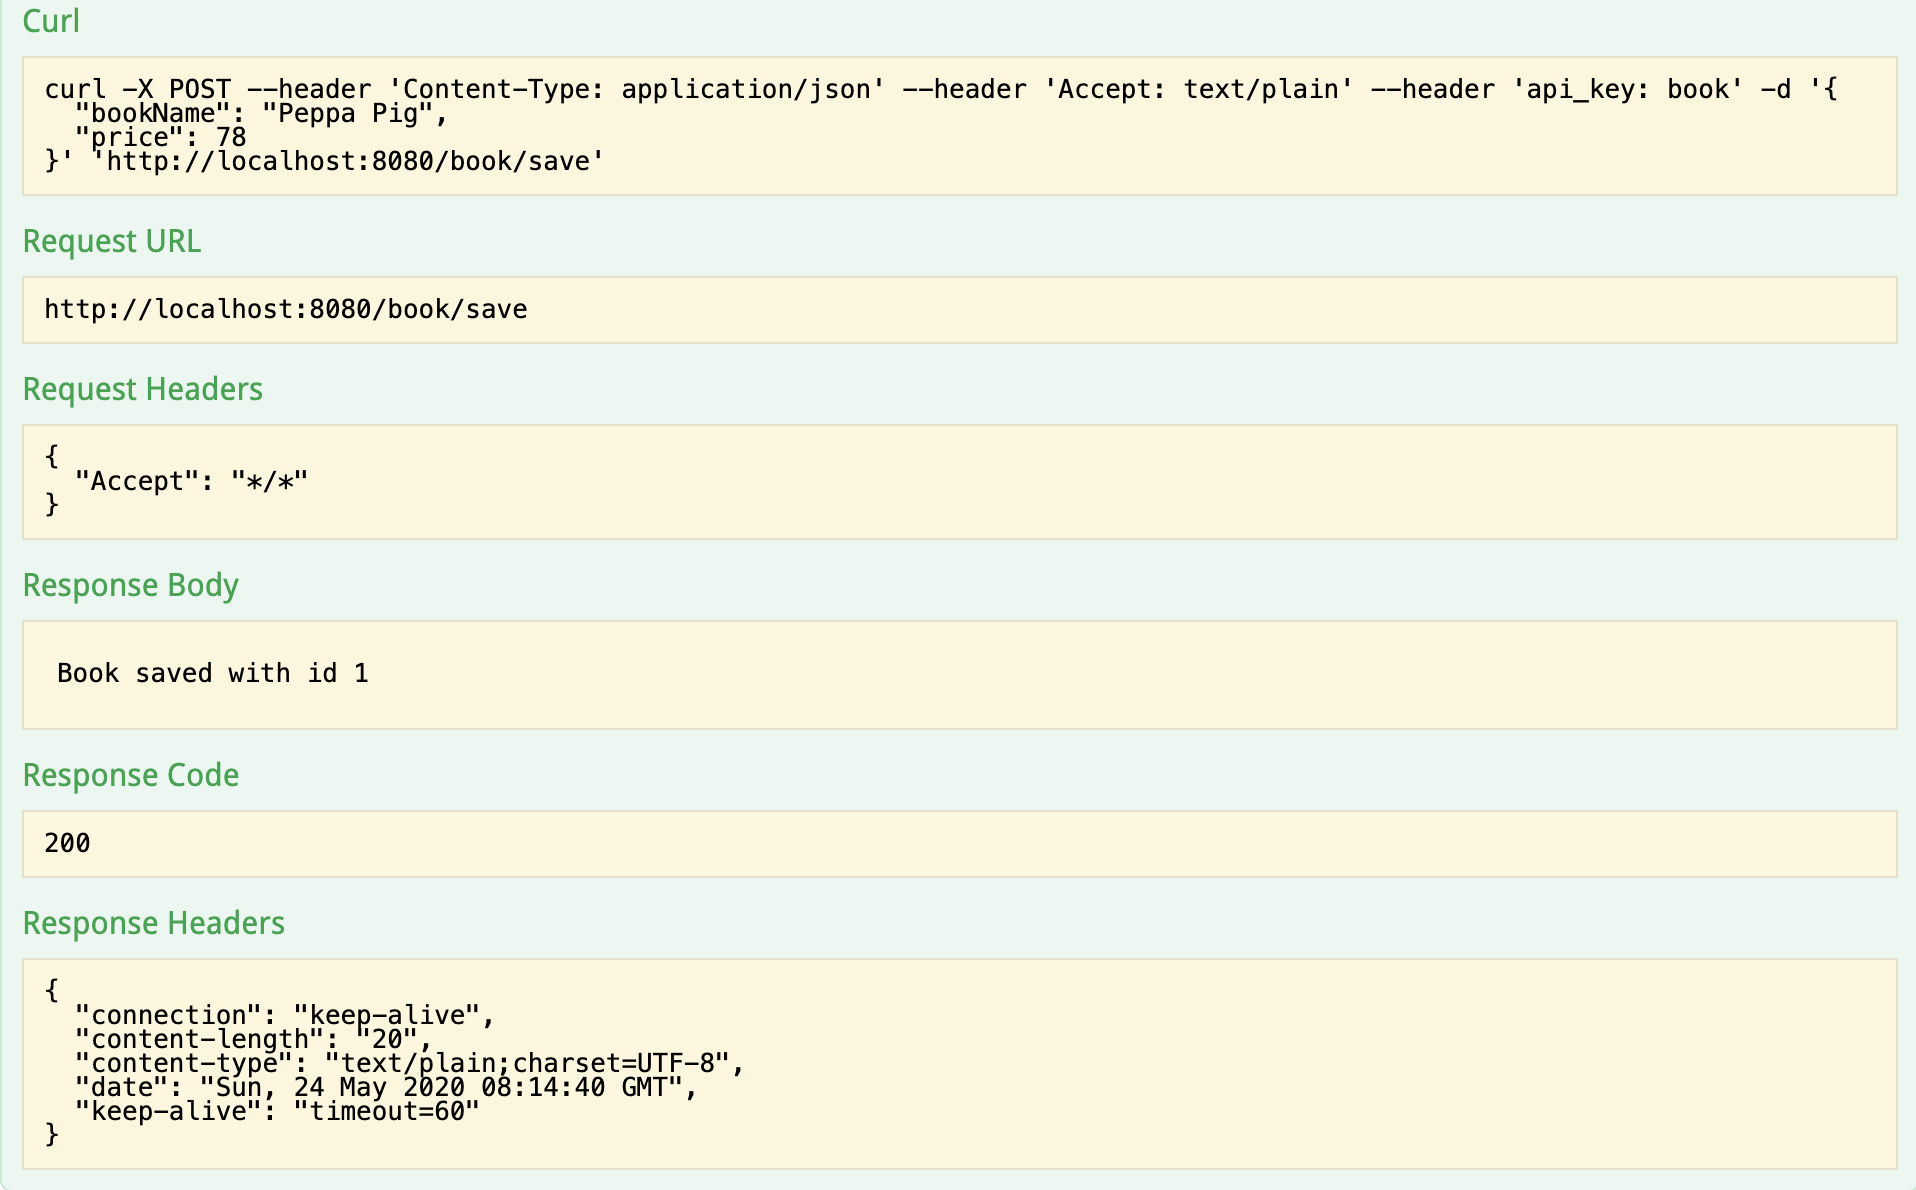 Curl
curl -X POST --header 'Content-Type: application/json' --header 'Accept: text/plain' --header 'api_key: book' -d '{
  "bookName": "Peppa Pig",
  "price": 78
}' 'http://localhost:8080/book/save'
Request URL
http://localhost:8080/book/save
Request Headers
{
  "Accept": "*/*"
}
Response Body
Book saved with id 1
Response Code
200
Response Headers
{
  "connection": "keep-alive",
  "content-length": "20",
  "content-type": "text/plain;charset=UTF-8",
  "date": "Sun, 24 May 2020 08:14:40 GMT",
  "keep-alive": "timeout=60"
}